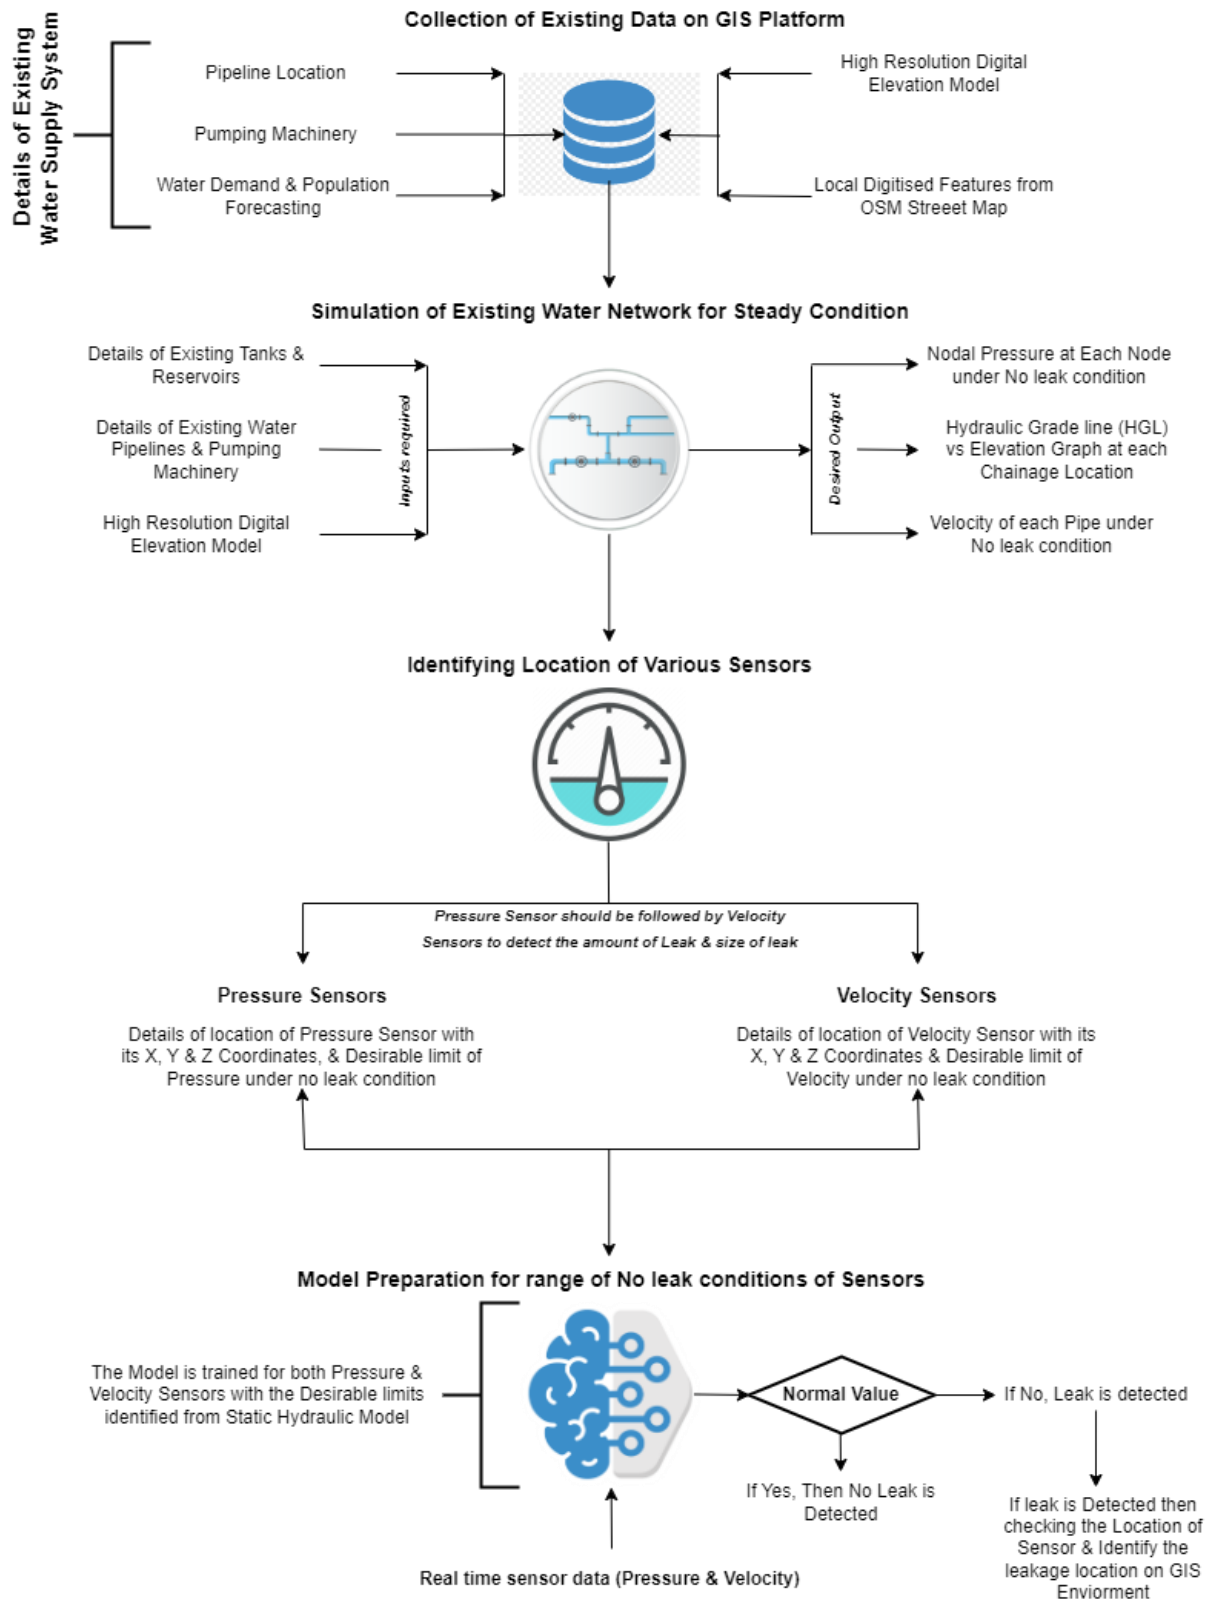 Collection of Existing Data on GIS Platform
Details of Existing
Water Supply System
Pipeline Location
Pumping Machinery
Water Demand & Population
Forecasting
High Resolution Digital
Elevation Model
Local Digitised Features from
OSM Streeet Map
Simulation of Existing Water Network for Steady Condition
Details of Existing Tanks &
Reservoirs
Details of Existing Water
Pipelines & Pumping
Machinery
High Resolution Digital
Elevation Model
Inputs required
Desired Output
Nodal Pressure at Each Node
under No leak condition
Hydraulic Grade line (HGL)
vs Elevation Graph at each
Chainage Location
Velocity of each Pipe under
No leak condition
Identifying Location of Various Sensors
Pressure Sensor should be followed by Velocity
Sensors to detect the amount of Leak & size of leak
Pressure Sensors
Details of location of Pressure Sensor with
its X, Y & Z Coordinates, & Desirable limit of
Pressure under no leak condition
Velocity Sensors
Details of location of Velocity Sensor with its
X, Y & Z Coordinates & Desirable limit of
Velocity under no leak condition
Model Preparation for range of No leak conditions of Sensors
The Model is trained for both Pressure &
Velocity Sensors with the Desirable limits
identified from Static Hydraulic Model
Normal Value
If No, Leak is detected
If Yes, Then No Leak is
Detected
If leak is Detected then
checking the Location of
Sensor & Identify the
leakage location on GIS
Enviorment
Real time sensor data (Pressure & Velocity)